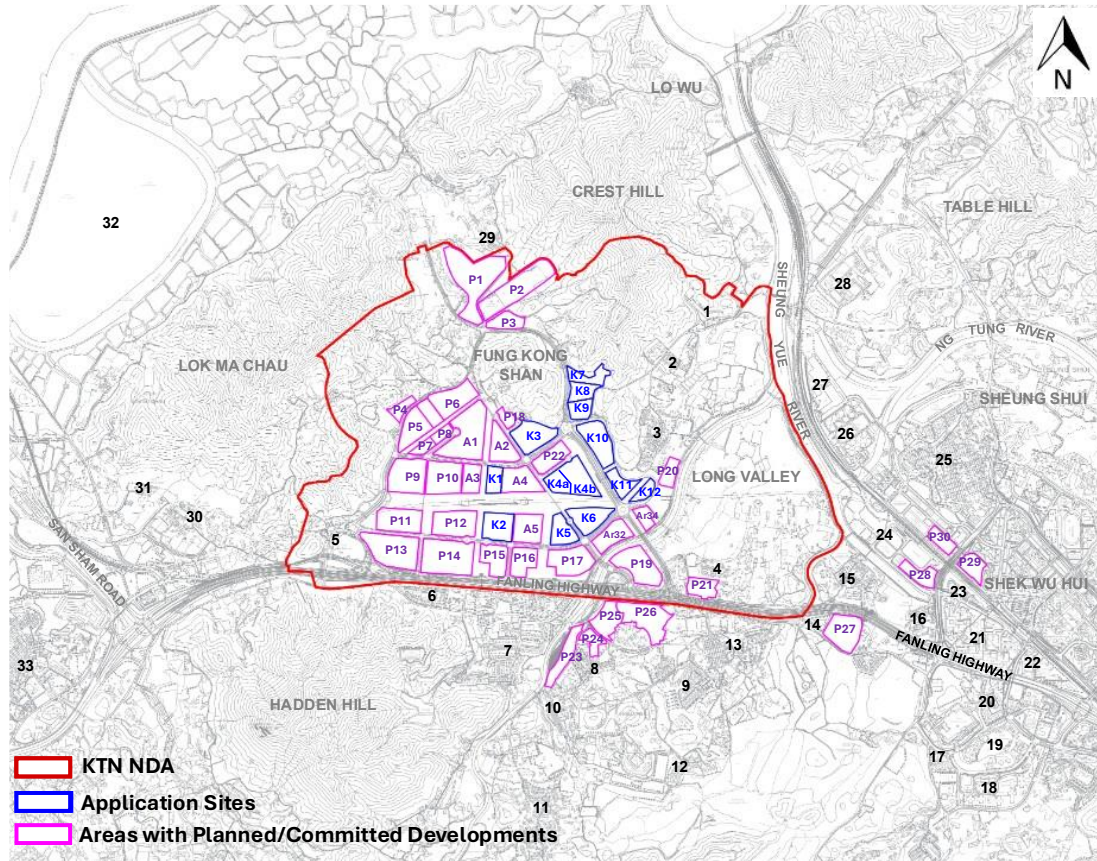 N
LO WU
CREST HILL
TABLE HILL
32
29
P1
P2
28
SHEUNG YUE RIVER
1
P3
NG TUNG RIVER
LOK MA CHAU
FUNG KONG
SHAN
2
K7
K8
K9
27
SHEUNG SHUI
P4
P6
P5
P18
P8
P7
A1
A2
K3
K10
3
26
25
P22
P9
P10
A3
K1
A4
K4a
K4b
K11
K12
P20
LONG VALLEY
31
30
P11
P12
K2
A5
K5
K6
Ar34
Ar32
5
P13
P14
P15
P16
P17
P19
4
24
P30
P28
P29
SHEK WU HUI
SAN SHAM ROAD
FANLING HIGHWAY
P21
15
23
6
P25
P26
16
14
P27
13
21
FANLING HIGHWAY
33
7
P24
P23
8
22
9
10
20
HADDEN HILL
19
17
12
18
11
KTN NDA
Application Sites
Areas with Planned/Committed Developments